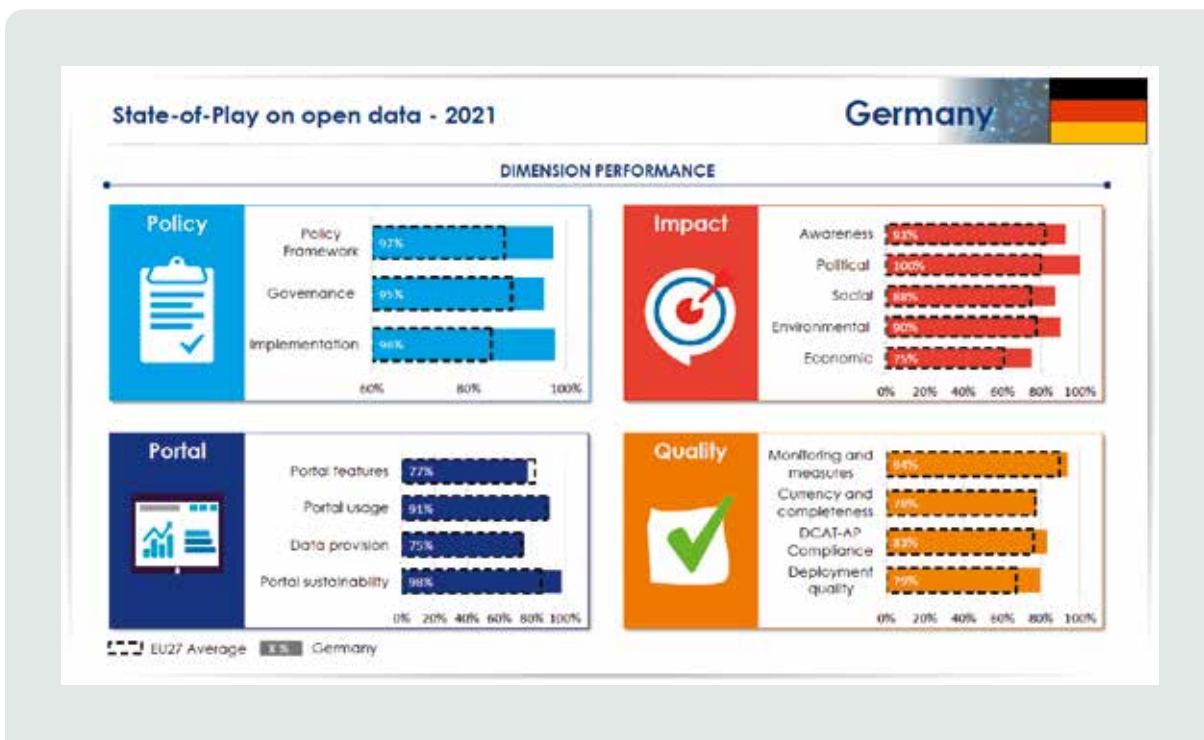 State-of-Play on open data - 2021
Germany
DIMENSION PERFORMANCE
Policy
Policy
Framework
97%
Governance
95%
Implementation
98%
60% 80% 100%
Impact
Awareness 93%
Political 100%
Social 88%
Environmental 90%
Economic 75%
0% 20% 40% 60% 80% 100%
Portal
Portal features 77%
Portal usage 91%
Data provision 75%
Portal sustainability 98%
0% 20% 40% 60% 80% 100%
Quality
Monitoring and
measures
94%
Currency and
completeness
DCAT-AP
Compliance
83%
Deployment
quality
79%
0% 20% 40% 60% 80% 100%
EU27 Average X% Germany